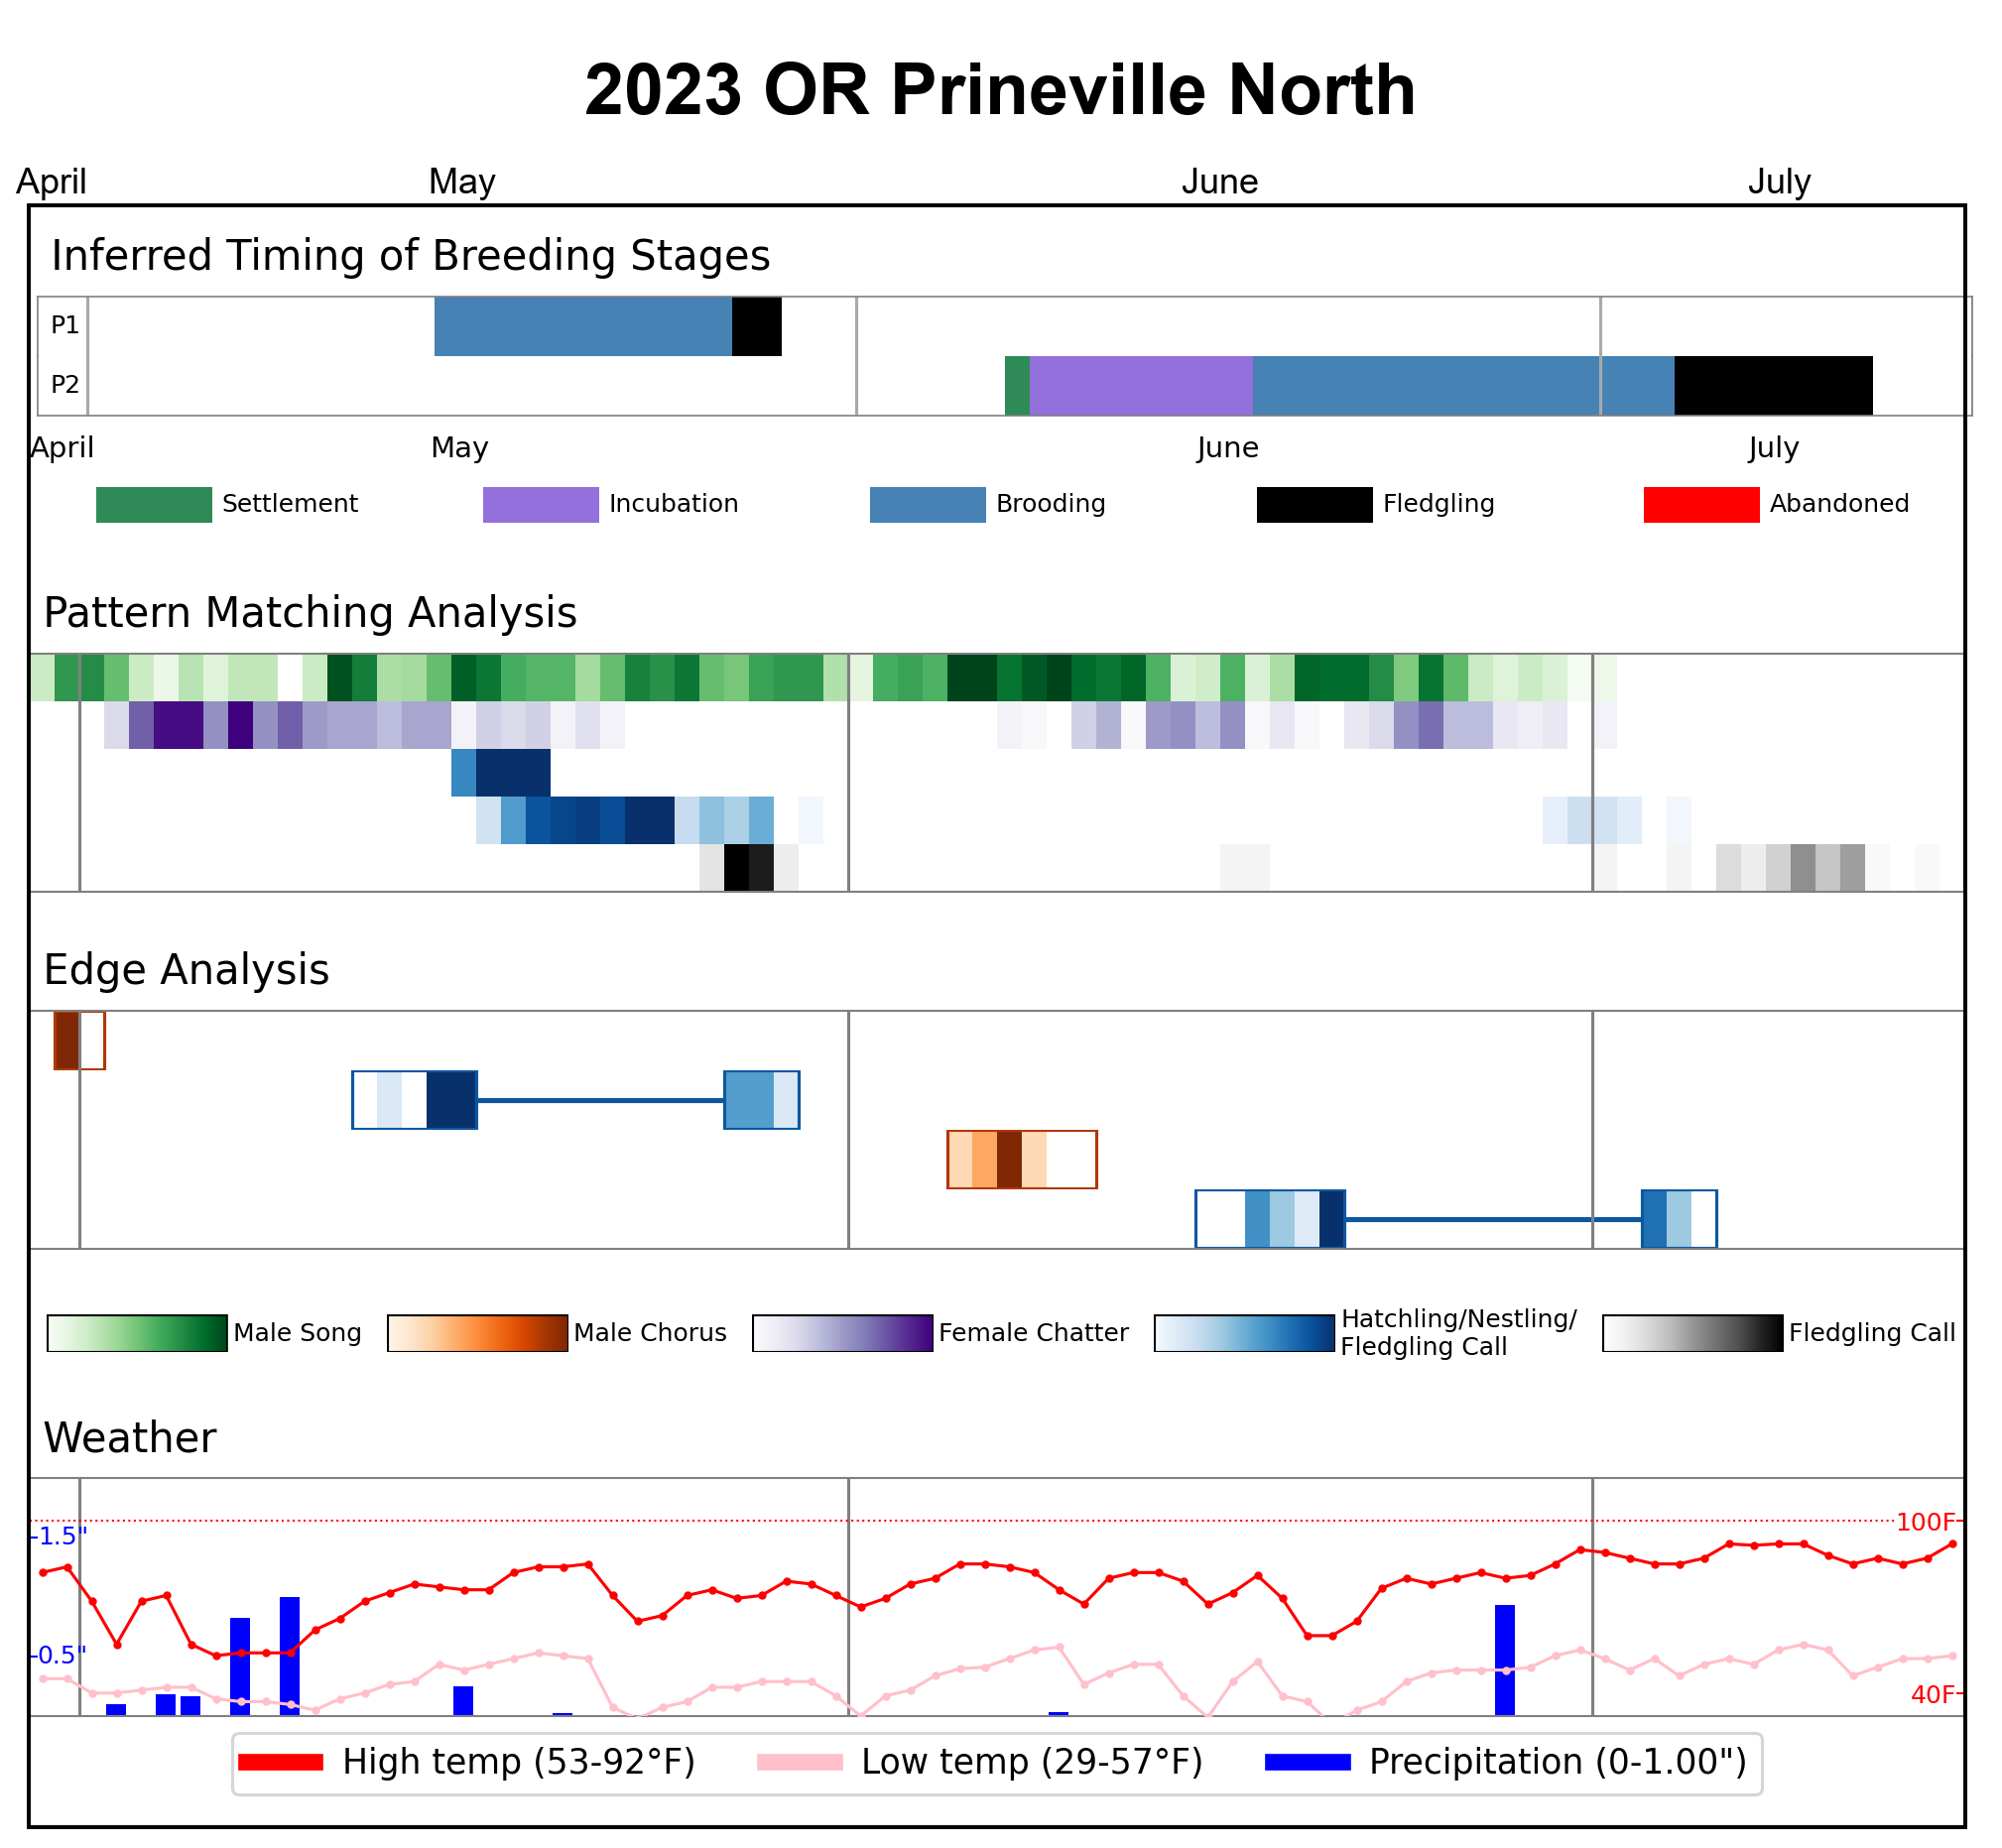 2023 OR Prineville North
April May June July
Inferred Timing of Breeding Stages
P1
P2
April May June July
Settlement Incubation Brooding Fledgling Abandoned
Pattern Matching Analysis
Edge Analysis
Male Song Male Chorus Female Chatter Hatchling/Nestling/
Fledgling Call Fledgling Call
Weather
1.5" 100F
0.5" 40F
High temp (53-92°F) Low temp (29-57°F) Precipitation (0-1.00")